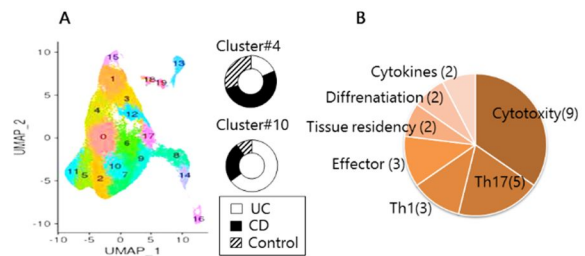 A
B
10
5
0
-5
-10
UMAP_2
-10
-5
0
5
10
UMAP_1
15
1
13
18
19
3
4
12
0
6
17
9
8
11
5
2
10
7
14
16
Cluster#4
Cluster#10
UC
CD
Control
Cytokines (2)
Diffrenatiation (2)
Tissue residency (2)
Effector (3)
Th1(3)
Th17(5)
Cytotoxity(9)